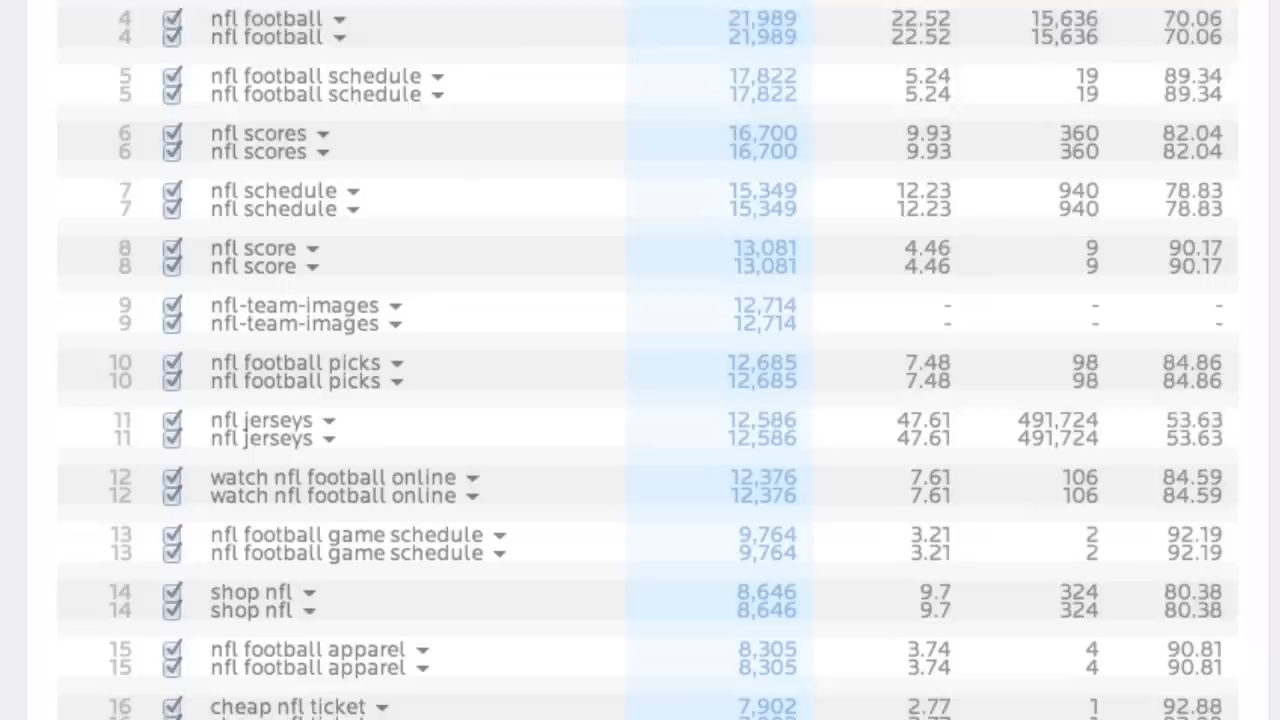 4 nfl football 21,989 22.52 15,636 70.06
4 nfl football 21,989 22.52 15,636 70.06
5 nfl football schedule 17,822 5.24 19 89.34
5 nfl football schedule 17,822 5.24 19 89.34
6 nfl scores 16,700 9.93 360 82.04
6 nfl scores 16,700 9.93 360 82.04
7 nfl schedule 15,349 12.23 940 78.83
7 nfl schedule 15,349 12.23 940 78.83
8 nfl score 13,081 4.46 9 90.17
8 nfl score 13,081 4.46 9 90.17
9 nfl-team-images 12,714 - - -
9 nfl-team-images 12,714 - - -
10 nfl football picks 12,685 7.48 98 84.86
10 nfl football picks 12,685 7.48 98 84.86
11 nfl jerseys 12,586 47.61 491,724 53.63
11 nfl jerseys 12,586 47.61 491,724 53.63
12 watch nfl football online 12,376 7.61 106 84.59
12 watch nfl football online 12,376 7.61 106 84.59
13 nfl football game schedule 9,764 3.21 2 92.19
13 nfl football game schedule 9,764 3.21 2 92.19
14 shop nfl 8,646 9.7 324 80.38
14 shop nfl 8,646 9.7 324 80.38
15 nfl football apparel 8,305 3.74 4 90.81
15 nfl football apparel 8,305 3.74 4 90.81
16 cheap nfl ticket 7,902 2.77 1 92.88